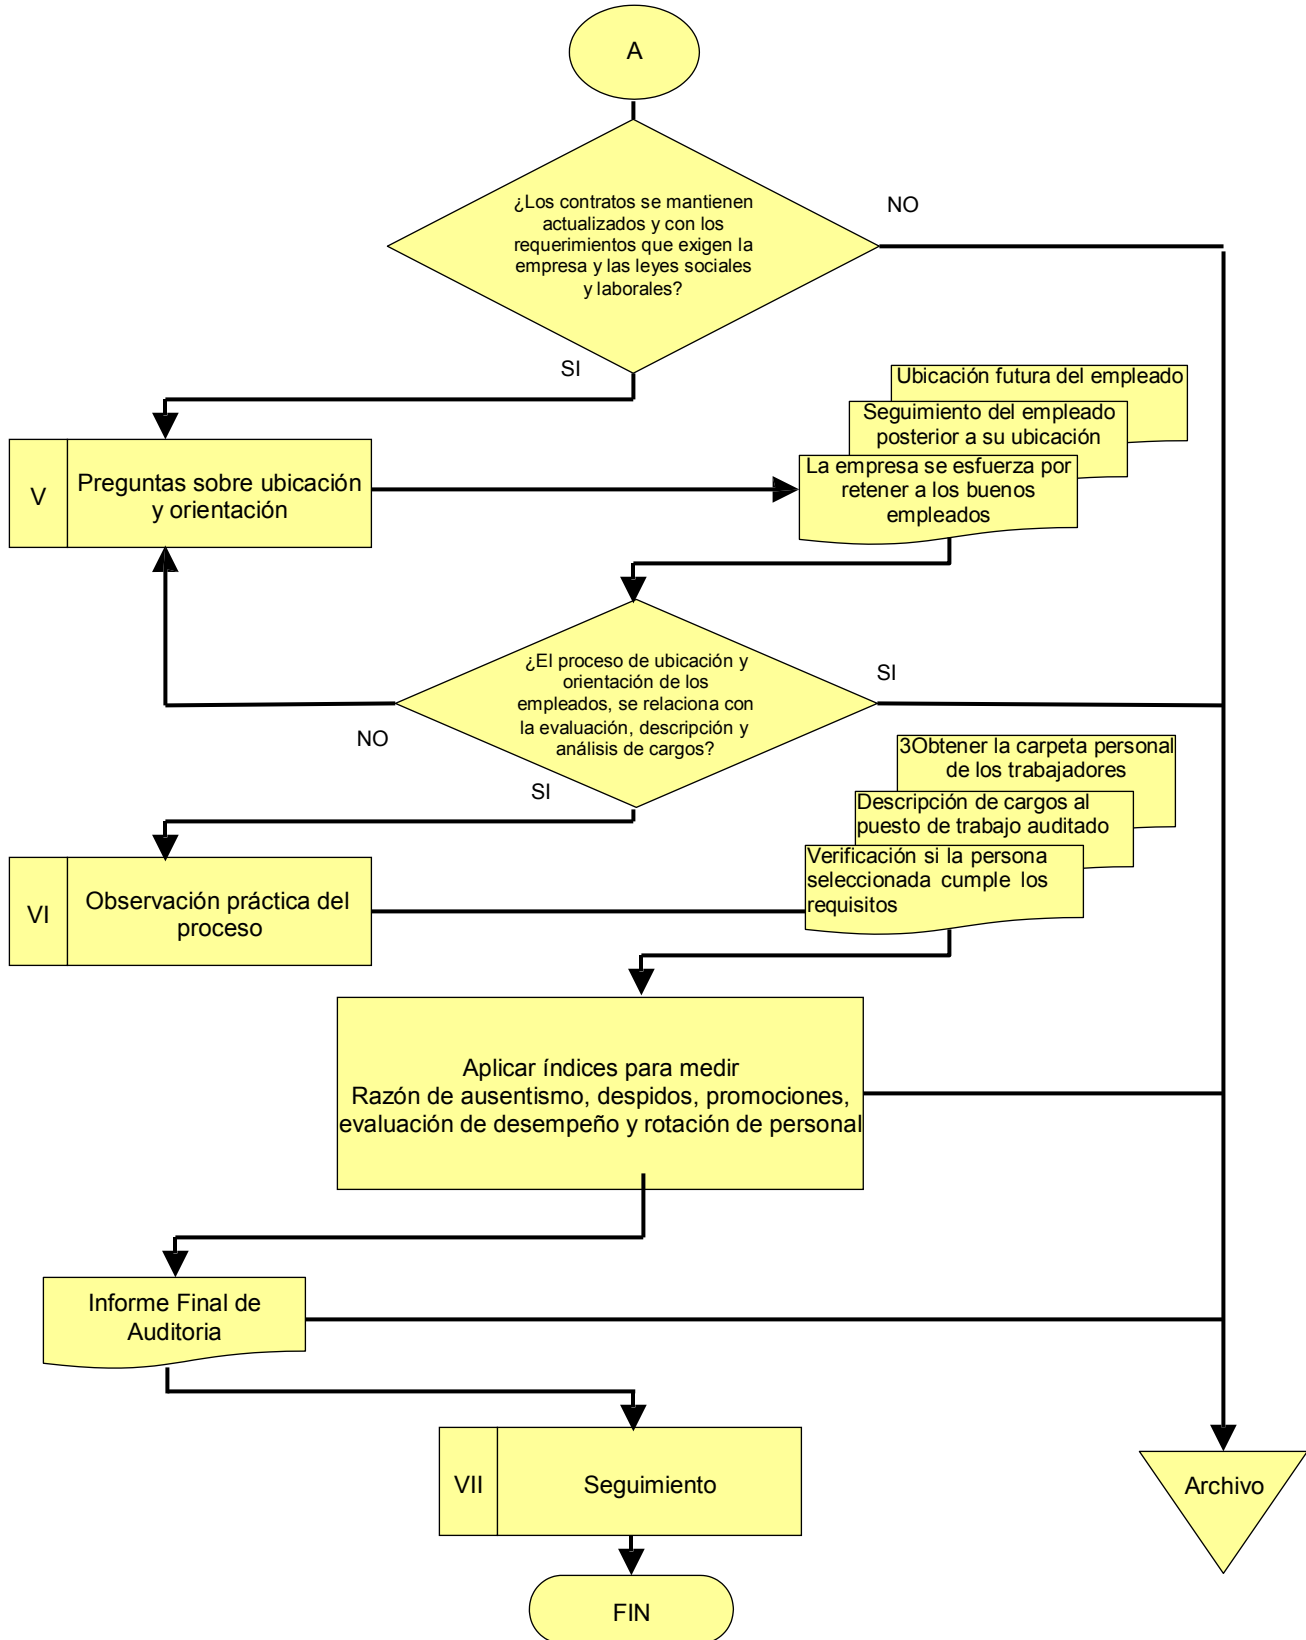 A
¿Los contratos se mantienen
actualizados y con los
requerimientos que exigen la
empresa y las leyes sociales
y laborales?
NO
SI
Ubicación futura del empleado
Seguimiento del empleado
posterior a su ubicación
La empresa se esfuerza por
retener a los buenos
empleados
V
Preguntas sobre ubicación
y orientación
¿El proceso de ubicación y
orientación de los
empleados, se relaciona con
la evaluación, descripción y
análisis de cargos?
SI
NO
SI
3Obtener la carpeta personal
de los trabajadores
Descripción de cargos al
puesto de trabajo auditado
Verificación si la persona
seleccionada cumple los
requisitos
VI
Observación práctica del
proceso
Aplicar índices para medir
Razón de ausentismo, despidos, promociones,
evaluación de desempeño y rotación de personal
Informe Final de
Auditoria
VII
Seguimiento
Archivo
FIN